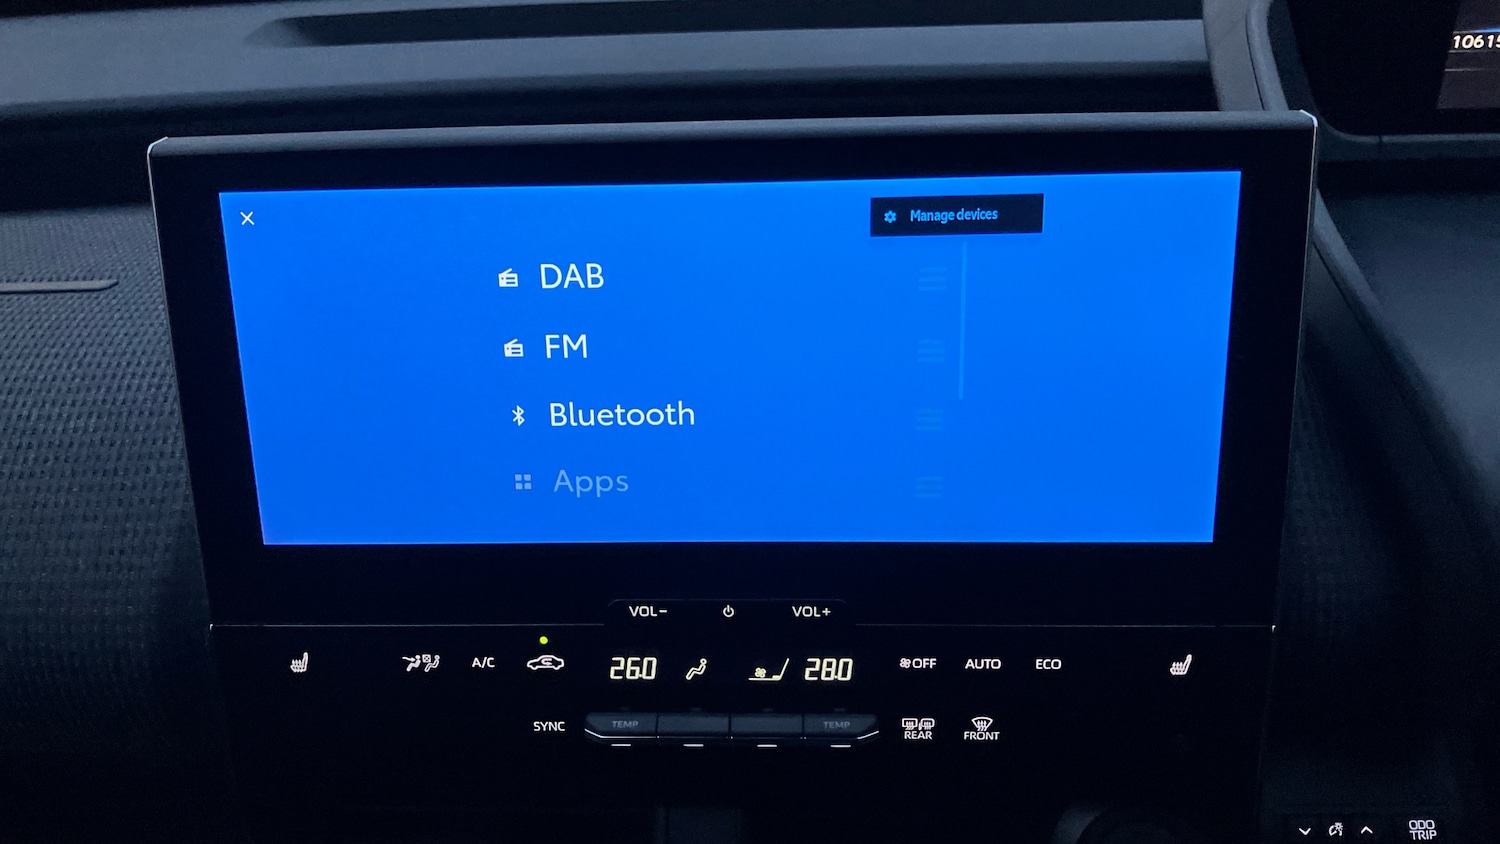 10615
Manage devices
DAB
FM
Bluetooth
Apps
VOL- VOL+
A/C 26.0 28.0 OFF AUTO ECO
SYNC TEMP TEMP REAR FRONT
ODO
TRIP